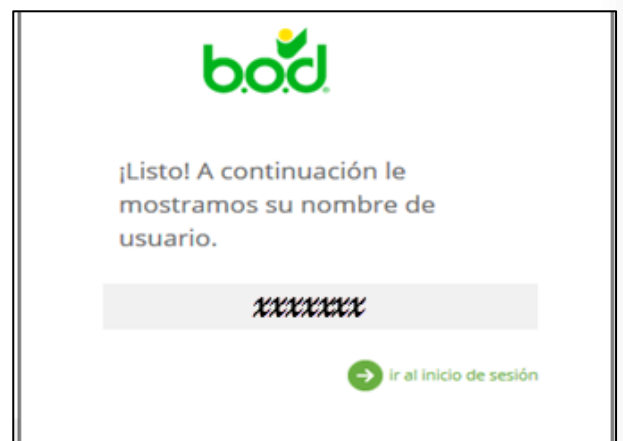 b.o.d.
¡Listo! A continuación le
mostramos su nombre de
usuario.
xxxxxxx
ir al inicio de sesión